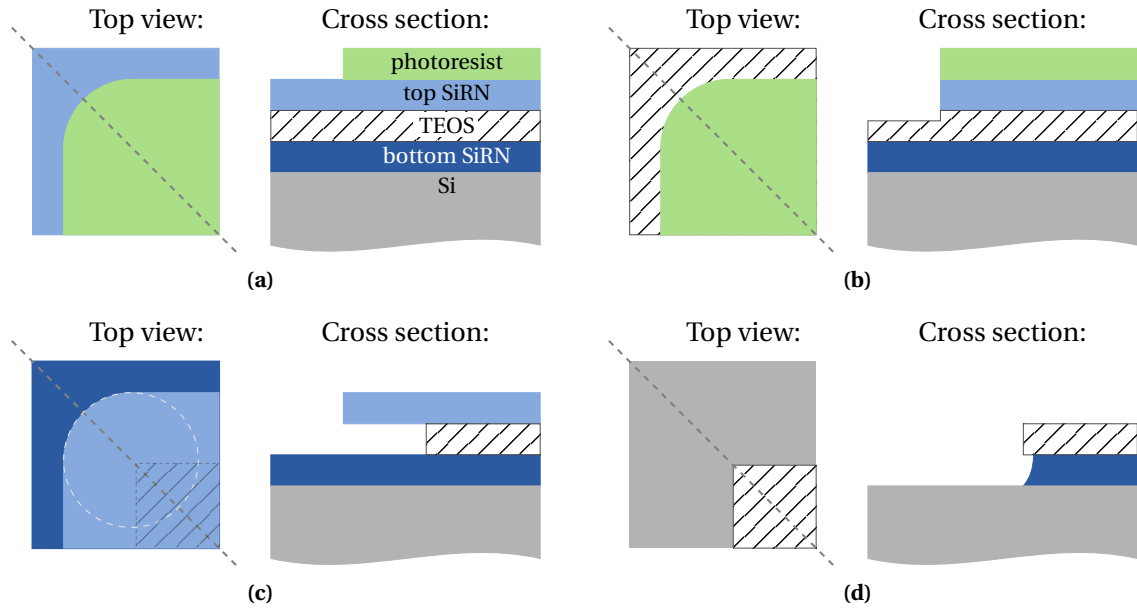 Top view:
Cross section:
photoresist
top SiRN
TEOS
bottom SiRN
Si
(a)
Top view:
Cross section:
(b)
Top view:
Cross section:
(c)
Top view:
Cross section:
(d)